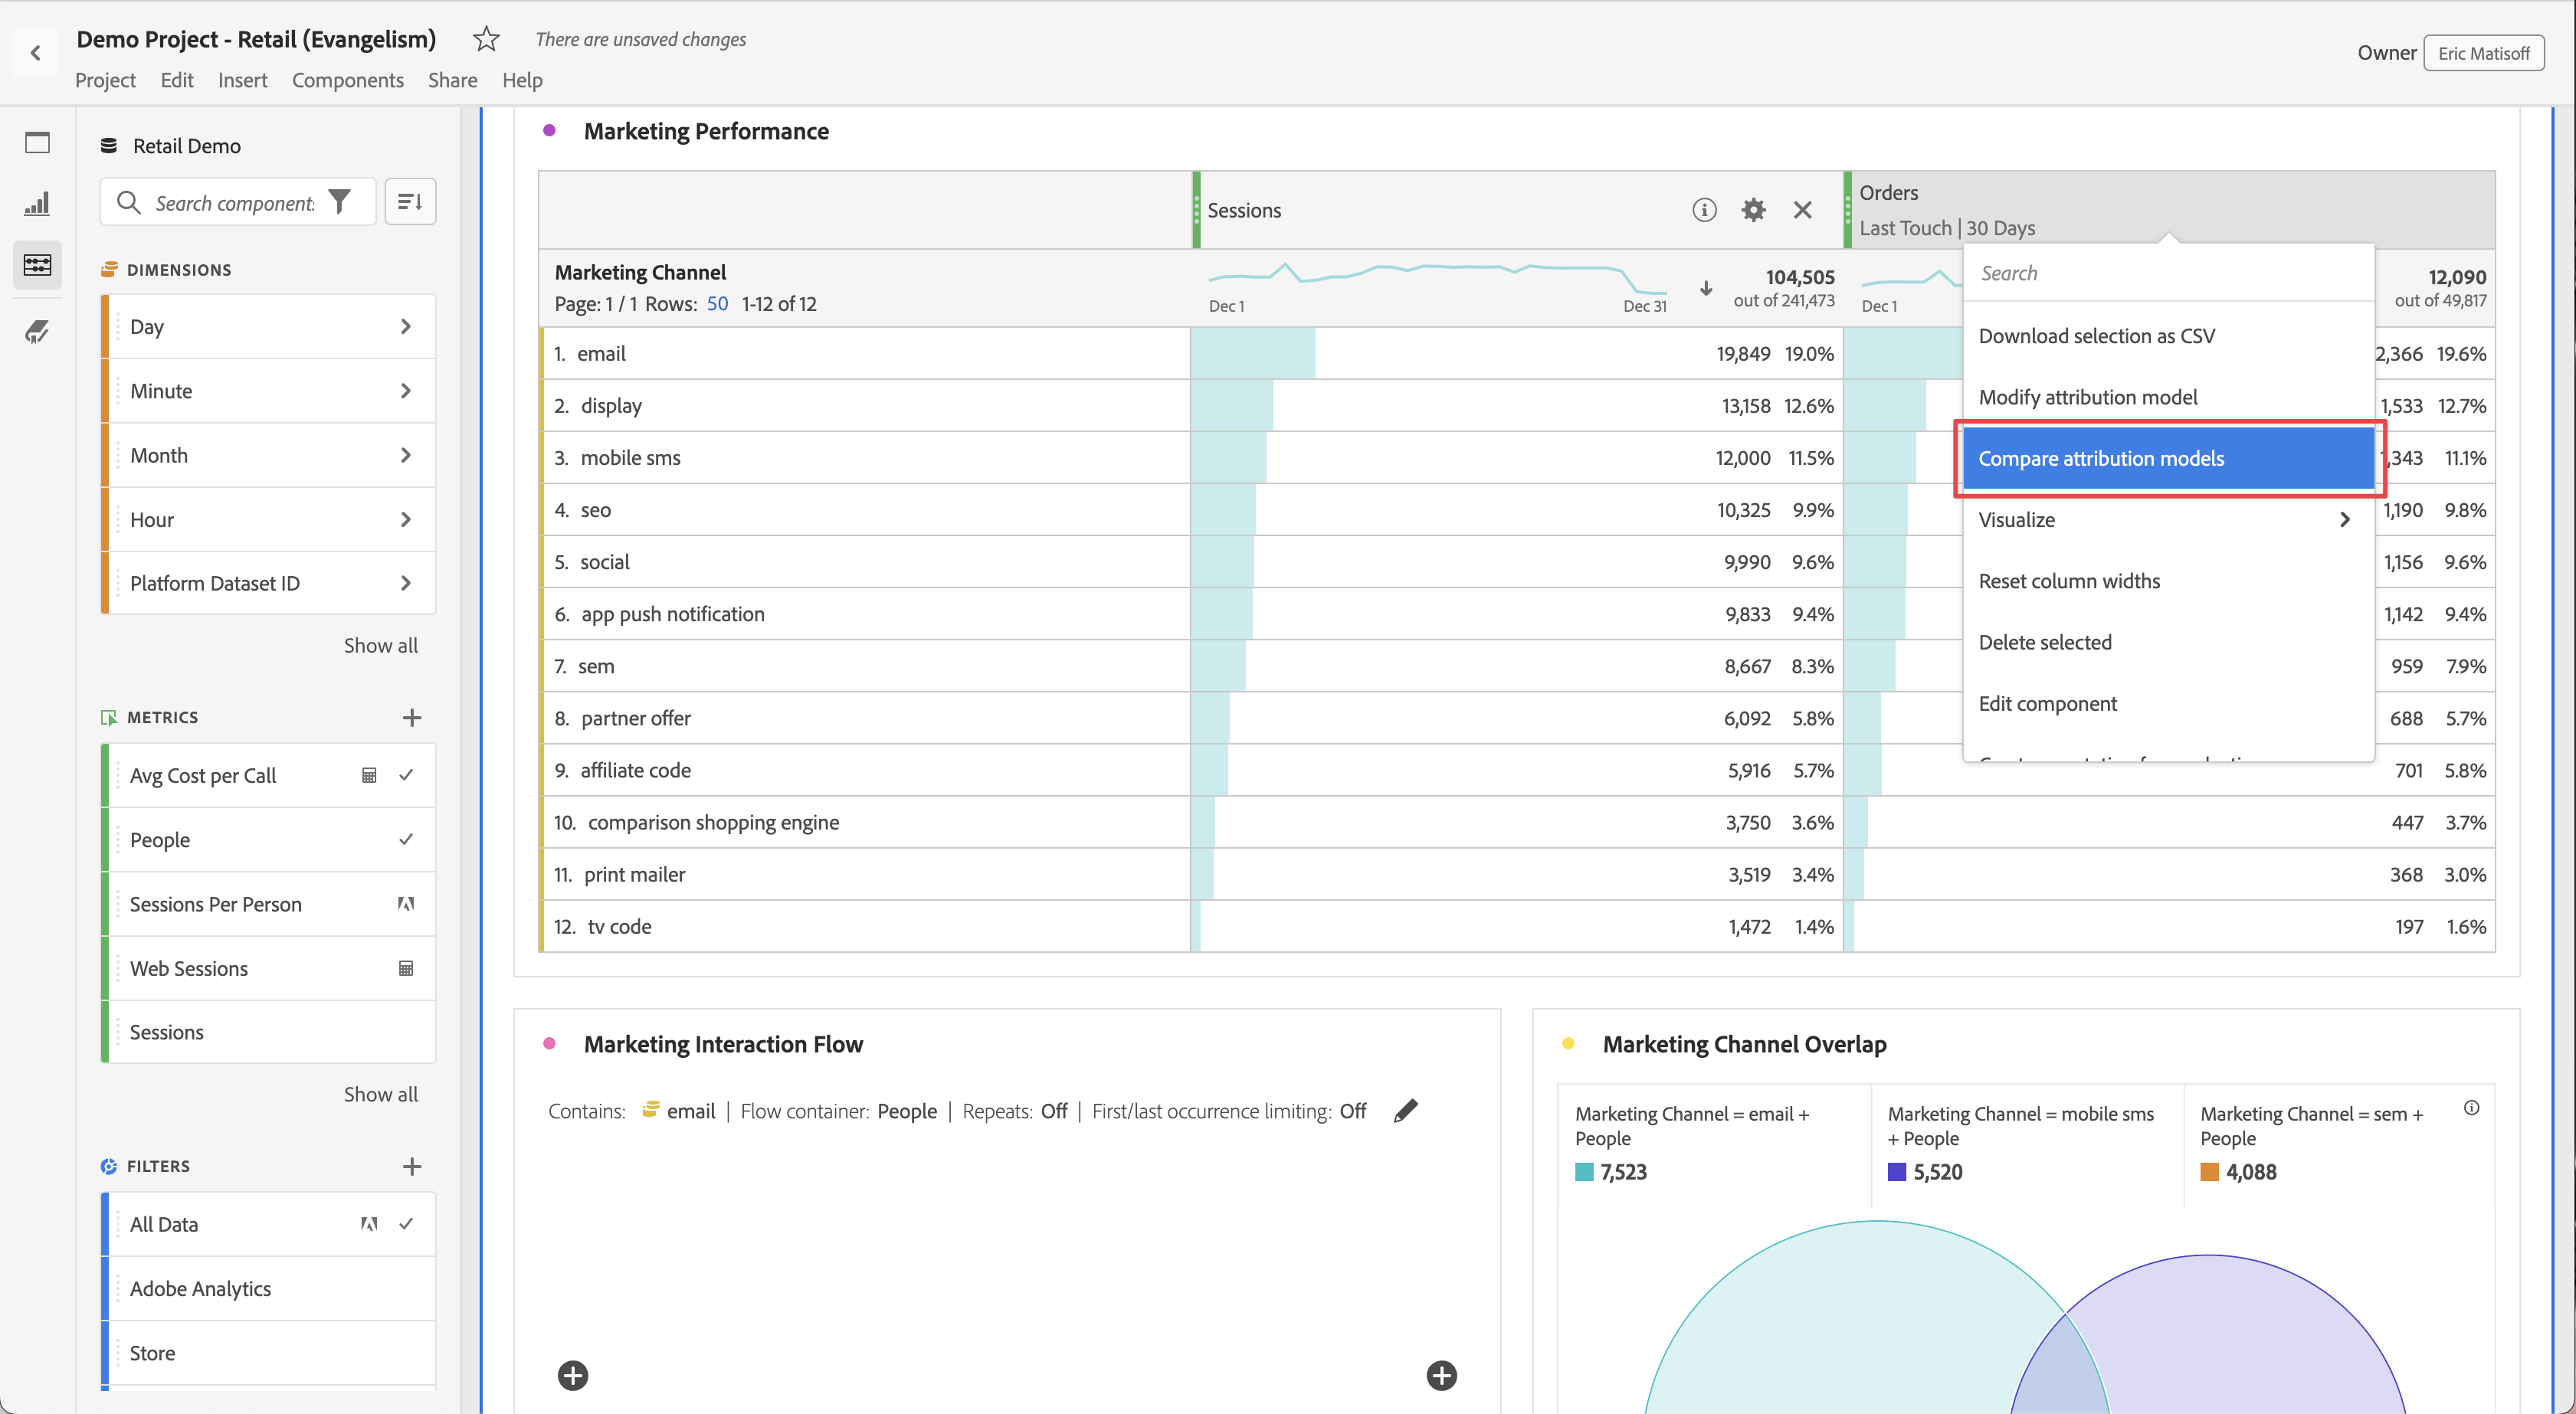 Demo Project - Retail (Evangelism)
There are unsaved changes
Owner
Eric Matisoff
Project Edit Insert Components Share Help
Retail Demo
Search component
DIMENSIONS
Day
Minute
Month
Hour
Platform Dataset ID
Show all
METRICS
Avg Cost per Call
People
Sessions Per Person
Web Sessions
Sessions
Show all
FILTERS
All Data
Adobe Analytics
Store
Marketing Performance
Sessions
Orders
Last Touch | 30 Days
Marketing Channel
Page: 1 / 1 Rows: 50 1-12 of 12
Dec 1
Dec 31
104,505
out of 241,473
Dec 1
12,090
out of 49,817
1. email 19,849 19.0% 2,366 19.6%
2. display 13,158 12.6% 1,533 12.7%
3. mobile sms 12,000 11.5% 1,343 11.1%
4. seo 10,325 9.9% 1,190 9.8%
5. social 9,990 9.6% 1,156 9.6%
6. app push notification 9,833 9.4% 1,142 9.4%
7. sem 8,667 8.3% 959 7.9%
8. partner offer 6,092 5.8% 688 5.7%
9. affiliate code 5,916 5.7% 701 5.8%
10. comparison shopping engine 3,750 3.6% 447 3.7%
11. print mailer 3,519 3.4% 368 3.0%
12. tv code 1,472 1.4% 197 1.6%
Search
Download selection as CSV
Modify attribution model
Compare attribution models
Visualize
Reset column widths
Delete selected
Edit component
Marketing Interaction Flow
Contains: email | Flow container: People | Repeats: Off | First/last occurrence limiting: Off
Marketing Channel Overlap
Marketing Channel = email +
People
7,523
Marketing Channel = mobile sms
+ People
5,520
Marketing Channel = sem +
People
4,088